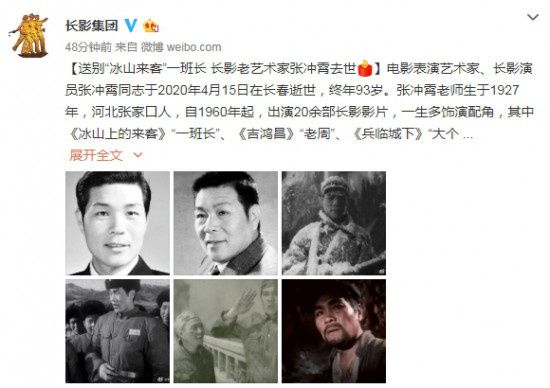 长影集团
48分钟前 来自 微博 weibo.com
【送别“冰山来客”一班长 长影老艺术家张冲霄去世】电影表演艺术家、长影演
员张冲霄同志于2020年4月15日在长春逝世，终年93岁。张冲霄老师生于1927
年，河北张家口人，自1960年起，出演20余部长影影片，一生多饰演配角，其中
《冰山上的来客》“一班长”、《吉鸿昌》“老周”、《兵临城下》“大个 ...
展开全文